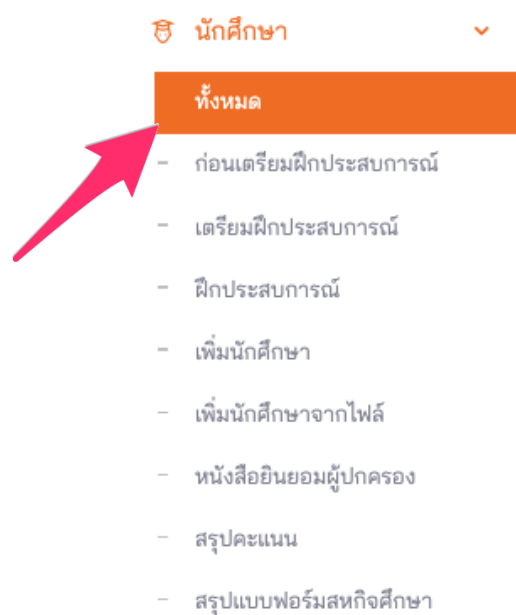 นักศึกษา
ทั้งหมด
ก่อนเตรียมฝึกประสบการณ์
เตรียมฝึกประสบการณ์
ฝึกประสบการณ์
เพิ่มนักศึกษา
เพิ่มนักศึกษาจากไฟล์
หนังสือยินยอมผู้ปกครอง
สรุปคะแนน
สรุปแบบฟอร์มสหกิจศึกษา